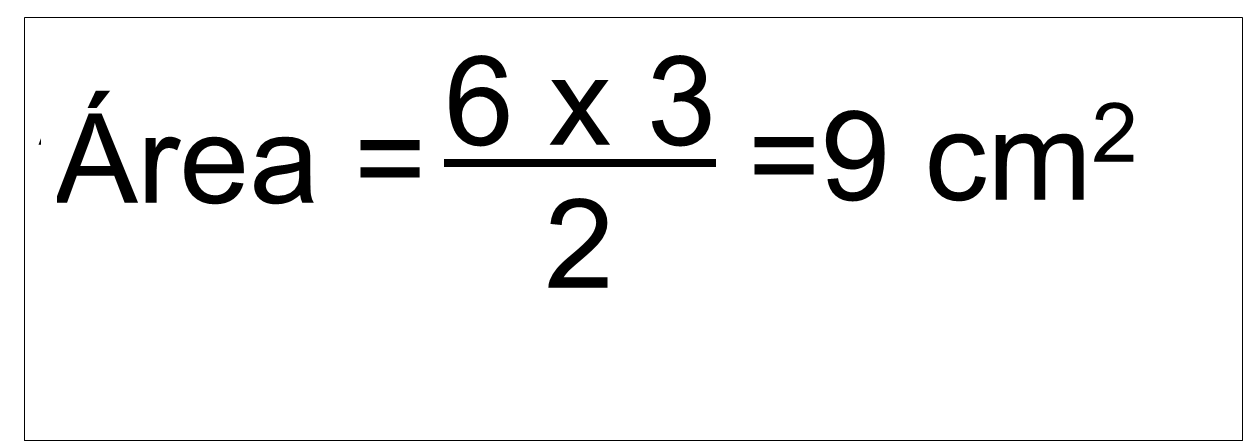 Área = 6 x 3 / 2 =9 cm²